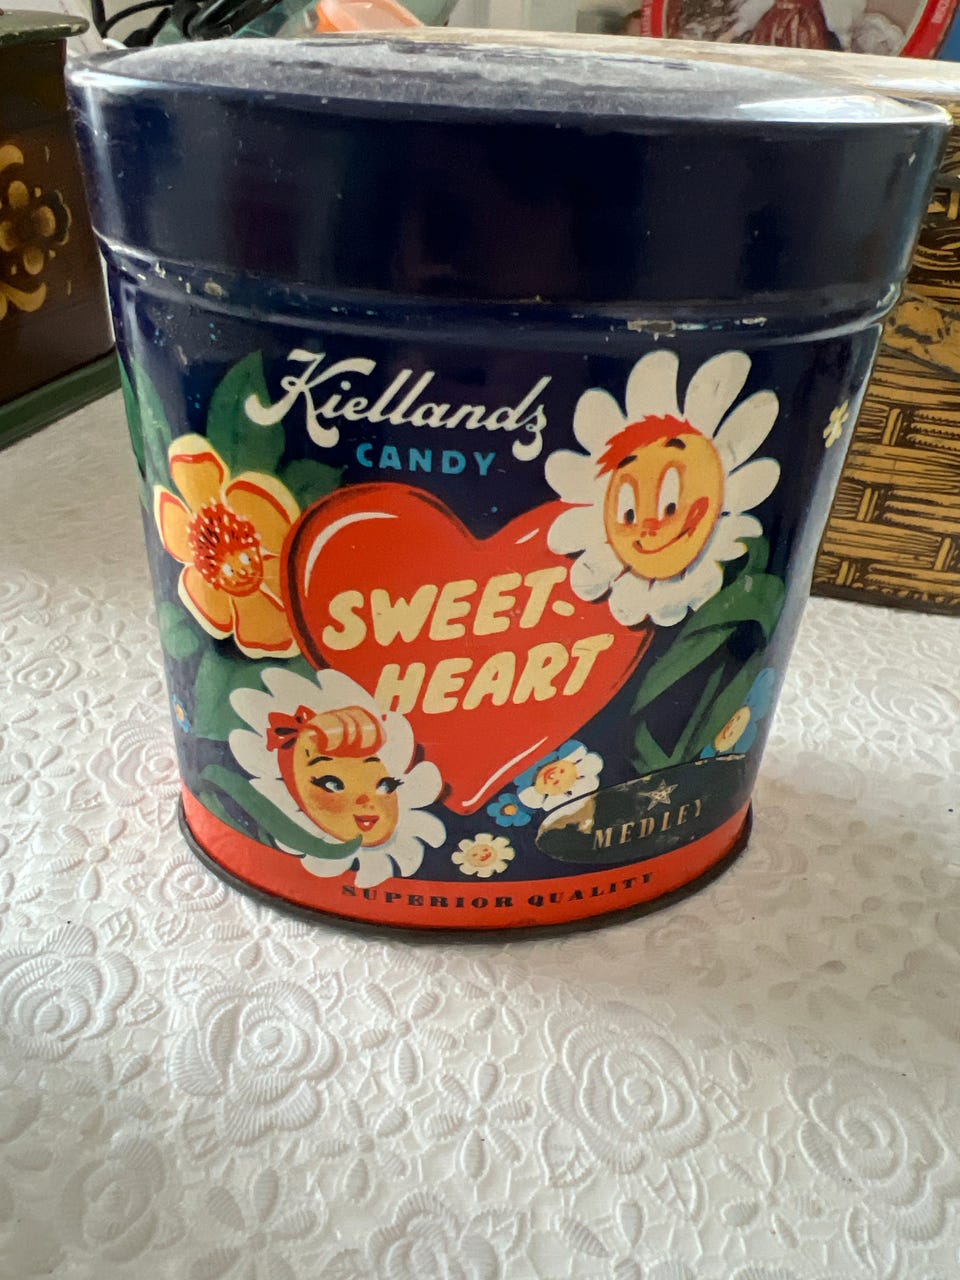 Kiellands
CANDY
SWEET-
HEART
MEDLEY
SUPERIOR QUALITY